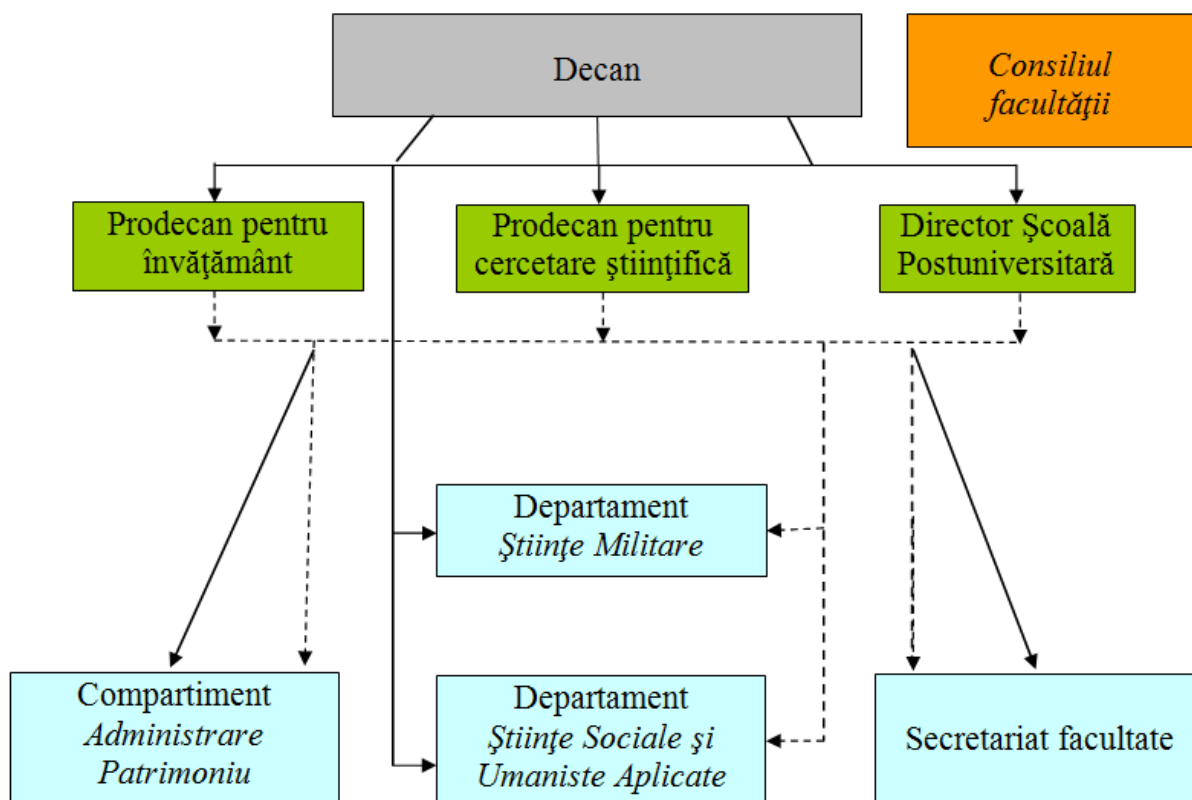 Decan
Consiliul
facultăţii
Prodecan pentru
învăţământ
Prodecan pentru
cercetare ştiinţifică
Director Şcoală
Postuniversitară
Departament
Ştiinţe Militare
Compartiment
Administrare
Patrimoniu
Departament
Ştiinţe Sociale şi
Umaniste Aplicate
Secretariat facultate